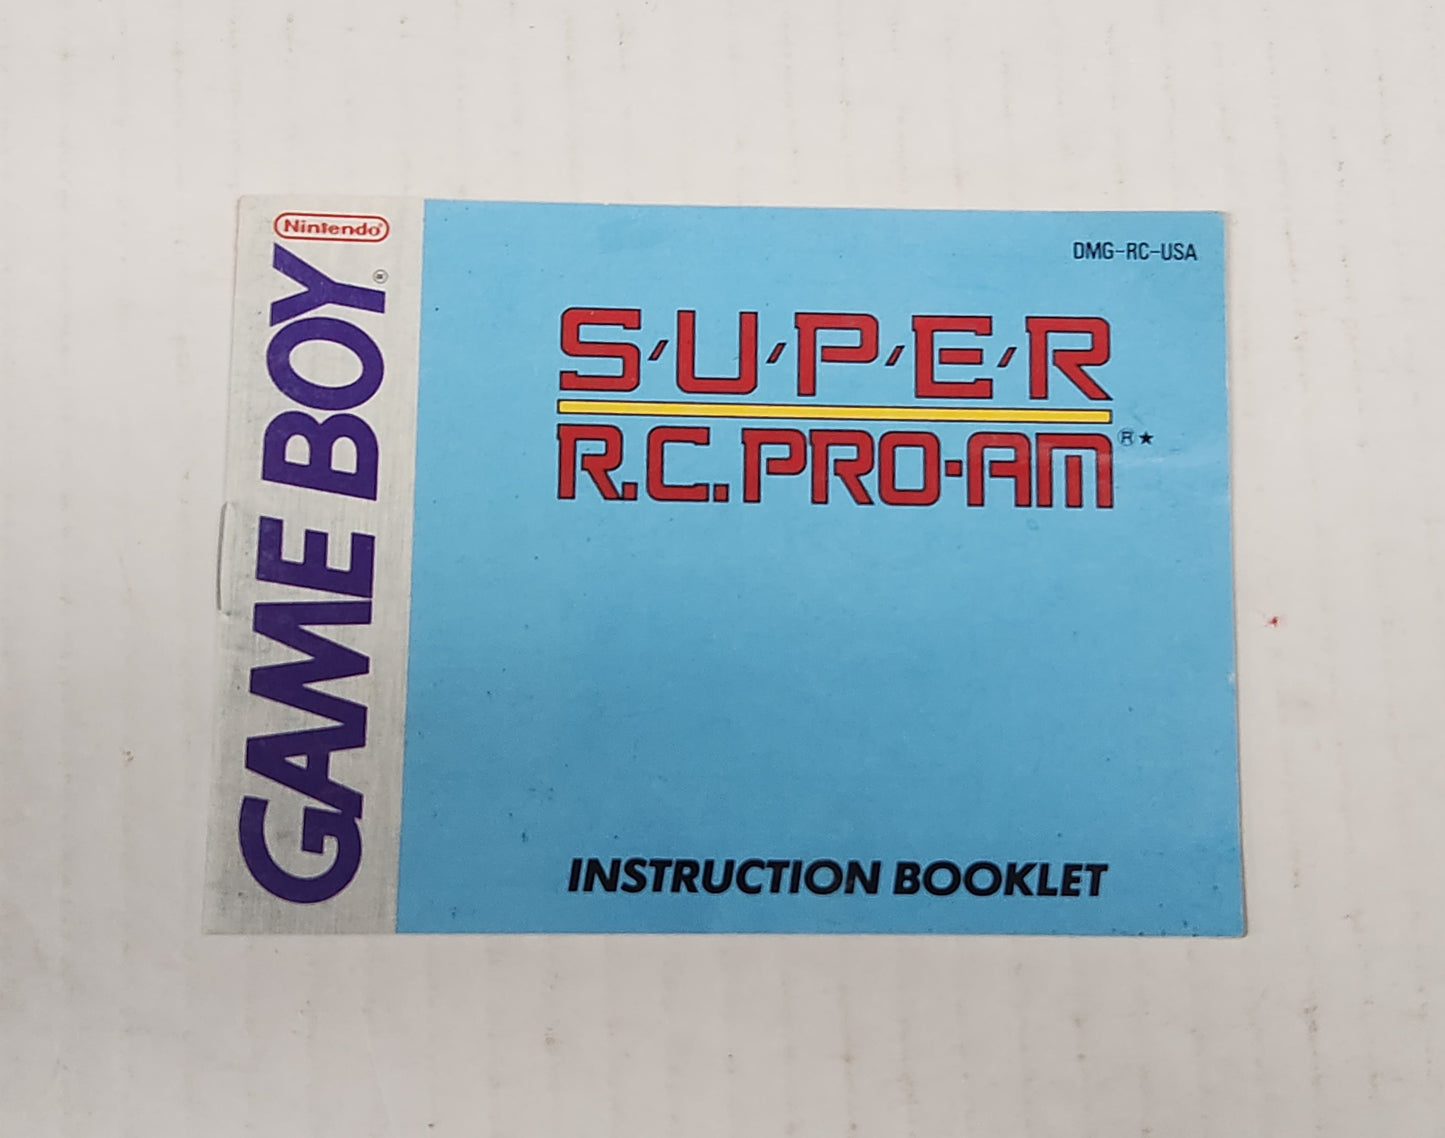 Nintendo®
GAME BOY®
DMG-RC-USA
S'U'P'E'R
R.C. PRO-AM®★
INSTRUCTION BOOKLET